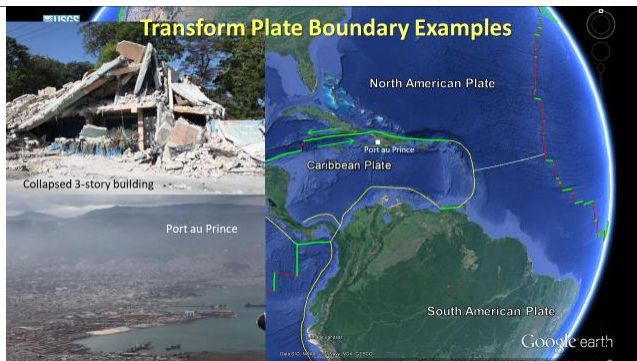 USGS
Transform Plate Boundary Examples
North American Plate
Port au Prince
Caribbean Plate
Collapsed 3-story building
Port au Prince
South American Plate
Google earth